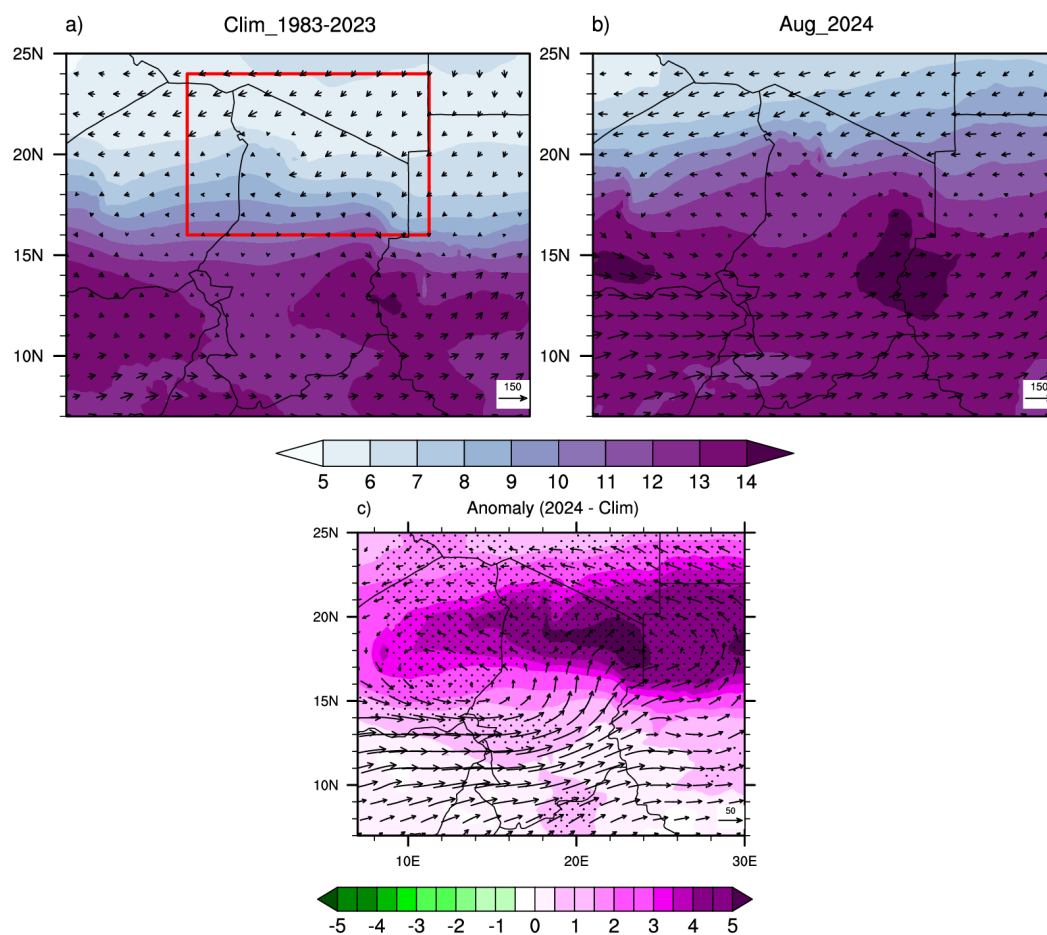 a) Clim_1983-2023
b) Aug_2024
25N
20N
15N
10N
150
25N
20N
15N
10N
150
5 6 7 8 9 10 11 12 13 14
c) Anomaly (2024 - Clim)
25N
20N
15N
10N
50
10E 20E 30E
-5 -4 -3 -2 -1 0 1 2 3 4 5